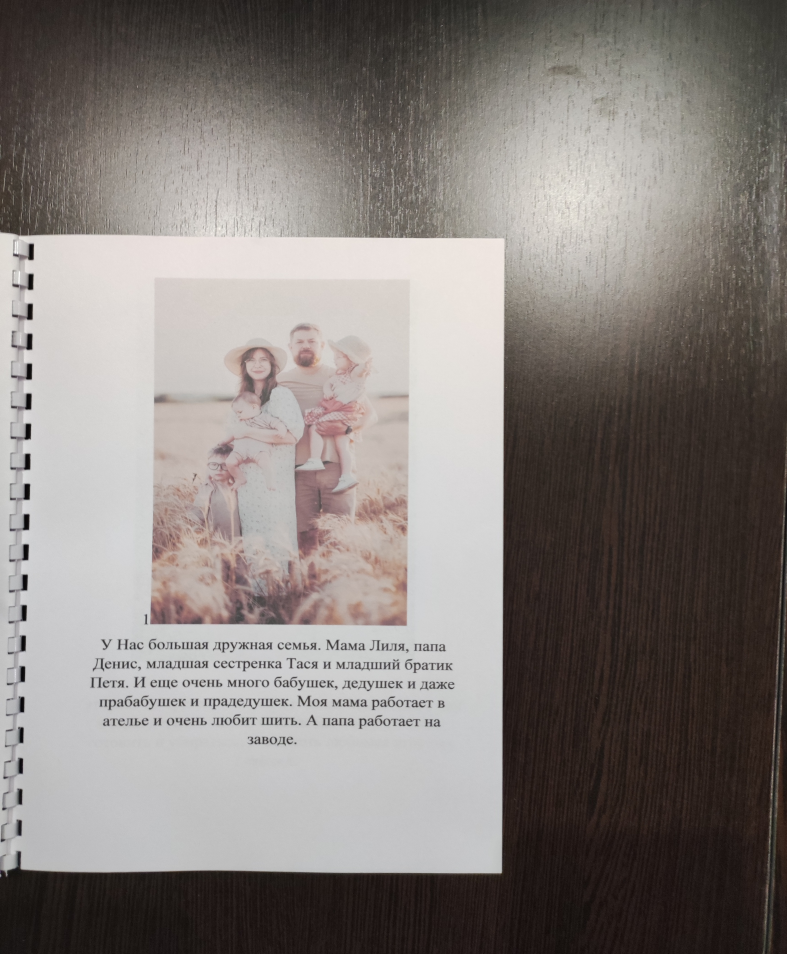 1
У Нас большая дружная семья. Мама Лиля, папа
Денис, младшая сестренка Тася и младший братик
Петя. И еще очень много бабушек, дедушек и даже
прабабушек и прадедушек. Моя мама работает в
ателье и очень любит шить. А папа работает на
заводе.